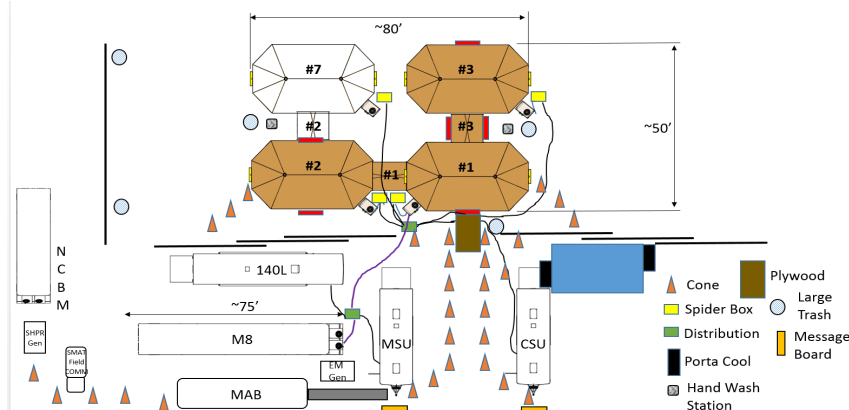 ~80’
#7
#3
#2
#3
~50’
#2
#1
#1
N
C
B
M
140L
~75’
SHPR
Gen
SMAT
Field
COMM
M8
EM
Gen
MAB
MSU
CSU
Cone
Spider Box
Distribution
Porta Cool
Hand Wash
Station
Plywood
Large
Trash
Message
Board